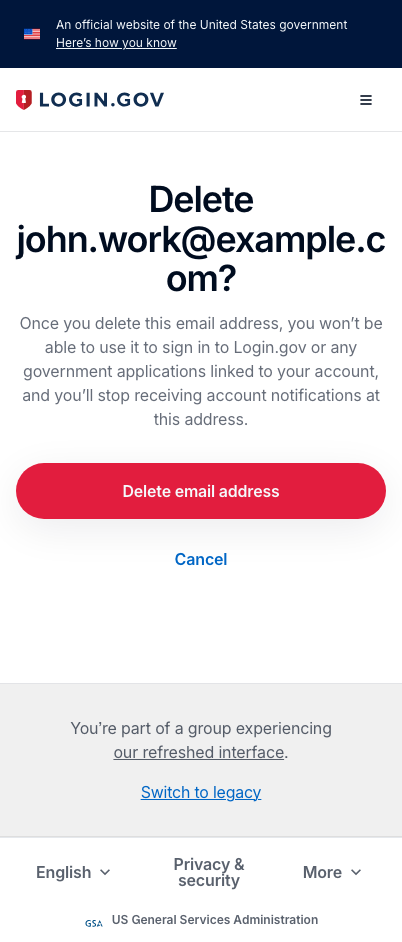 An official website of the United States government
Here’s how you know
LOGIN.GOV
Delete
john.work@example.c
om?
Once you delete this email address, you won’t be
able to use it to sign in to Login.gov or any
government applications linked to your account,
and you’ll stop receiving account notifications at
this address.
Delete email address
Cancel
You’re part of a group experiencing
our refreshed interface.
Switch to legacy
English
Privacy &
security
More
GSA US General Services Administration